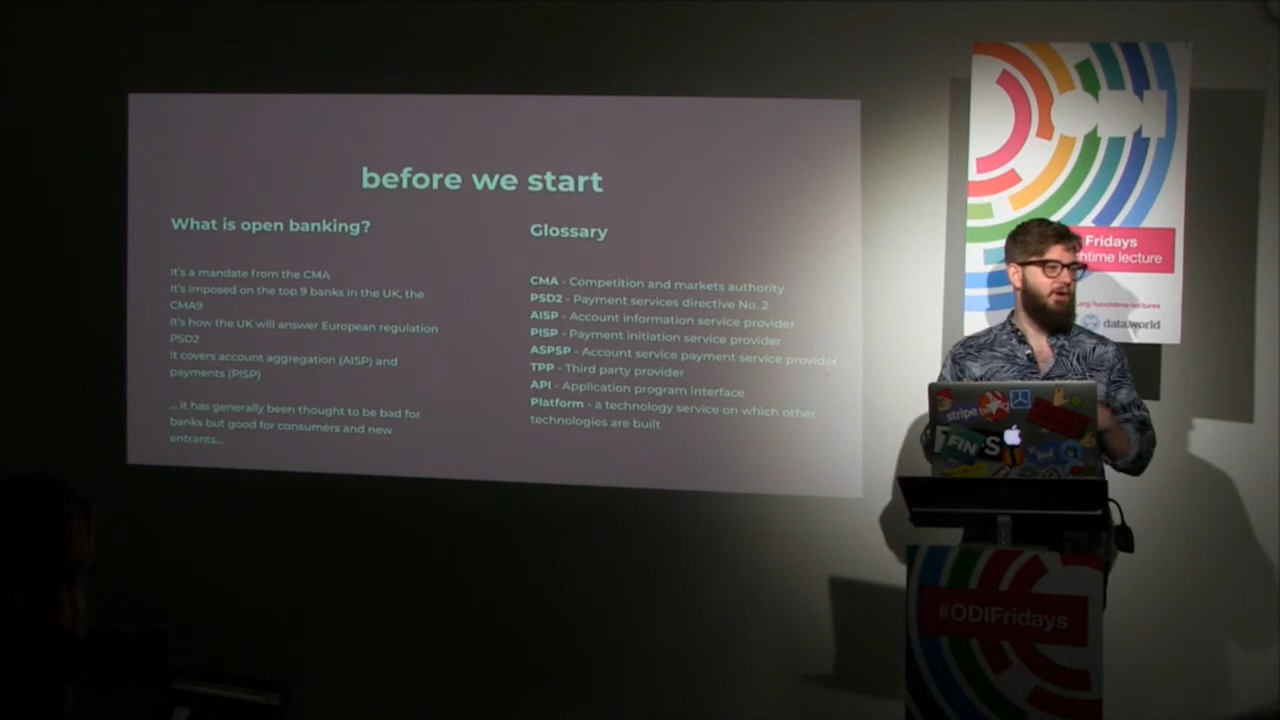 before we start
What is open banking?
It's a mandate from the CMA
It's imposed on the top 9 banks in the UK, the
CMA9
It's how the UK will answer European regulation
PSD2
It covers account aggregation (AISP) and
payments (PISP)
... it has generally been thought to be bad for
banks but good for consumers and new
entrants...
Glossary
CMA - Competition and markets authority
PSD2 - Payment services directive No. 2
AISP - Account information service provider
PISP - Payment initiation service provider
ASPSP - Account service payment service provider
TPP - Third party provider
API - Application program interface
Platform - a technology service on which other
technologies are built
Fridays
htime lecture
.org/lunchtime-lectures
data.world
stripe
FIN
S
#ODIFridays